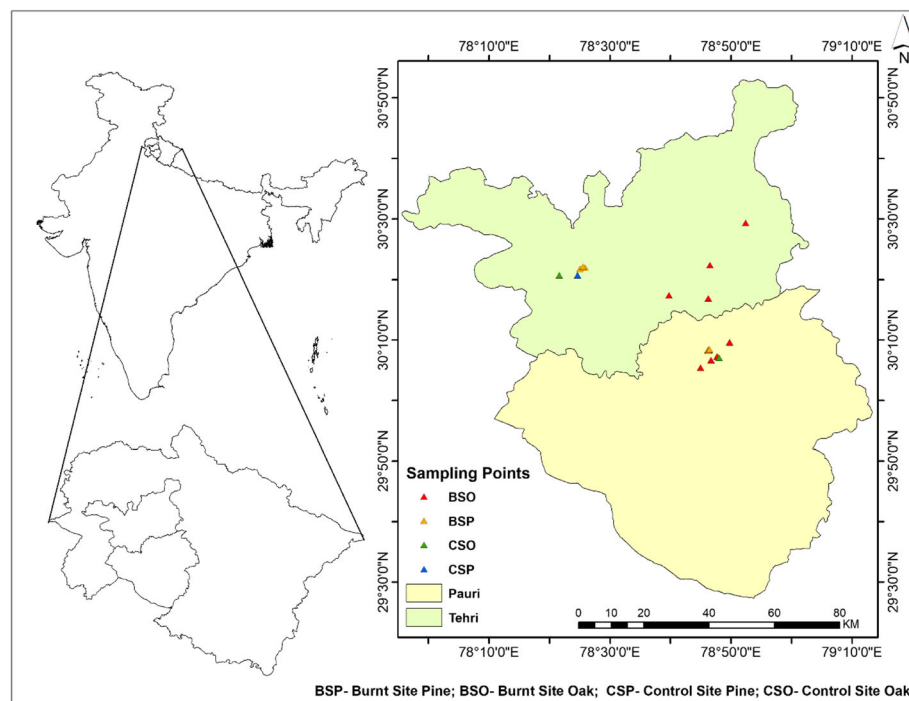 N
78°10'0"E 78°30'0"E 78°50'0"E 79°10'0"E
30°50'0"N
30°50'0"N
30°30'0"N
30°30'0"N
30°10'0"N
30°10'0"N
29°50'0"N
29°50'0"N
29°30'0"N
29°30'0"N
Sampling Points
BSO
BSP
CSO
CSP
Pauri
Tehri
0 5 10 20 40 60 80
KM
78°10'0"E 78°30'0"E 78°50'0"E 79°10'0"E
BSP- Burnt Site Pine; BSO- Burnt Site Oak; CSP- Control Site Pine; CSO- Control Site Oak